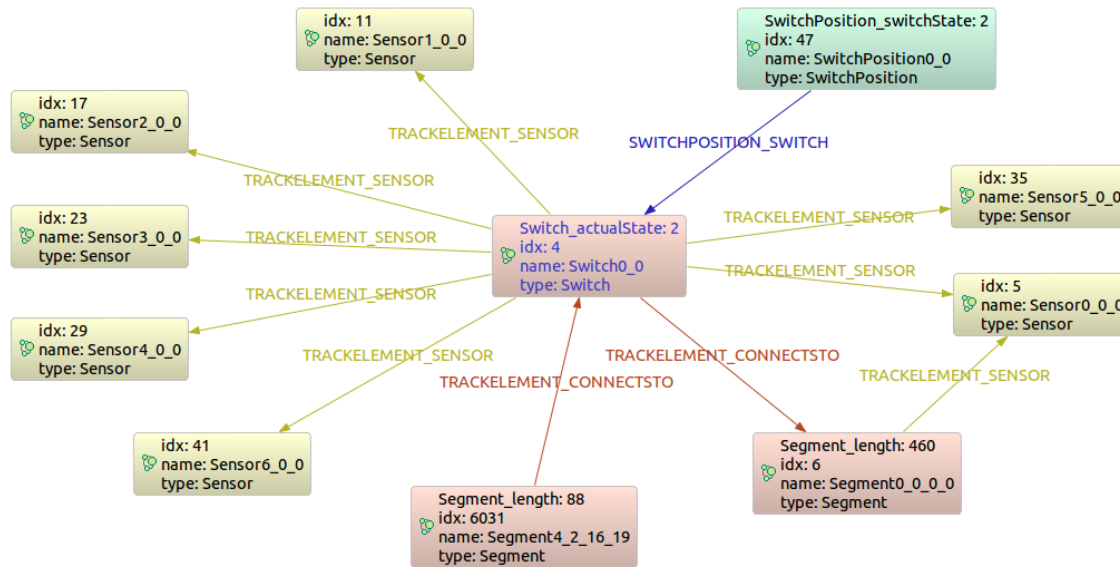 idx: 11
name: Sensor1_0_0
type: Sensor
SwitchPosition_switchState: 2
idx: 47
name: SwitchPosition0_0
type: SwitchPosition
idx: 17
name: Sensor2_0_0
type: Sensor
TRACKELEMENT_SENSOR
SWITCHPOSITION_SWITCH
TRACKELEMENT_SENSOR
idx: 35
name: Sensor5_0_0
type: Sensor
idx: 23
name: Sensor3_0_0
type: Sensor
TRACKELEMENT_SENSOR
Switch_actualState: 2
idx: 4
name: Switch0_0
type: Switch
TRACKELEMENT_SENSOR
TRACKELEMENT_SENSOR
idx: 5
name: Sensor0_0_0
type: Sensor
TRACKELEMENT_SENSOR
idx: 29
name: Sensor4_0_0
type: Sensor
TRACKELEMENT_SENSOR
TRACKELEMENT_CONNECTSTO
TRACKELEMENT_CONNECTSTO
TRACKELEMENT_SENSOR
idx: 41
name: Sensor6_0_0
type: Sensor
Segment_length: 88
idx: 6031
name: Segment4_2_16_19
type: Segment
Segment_length: 460
idx: 6
name: Segment0_0_0_0
type: Segment